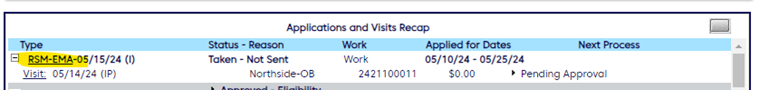 Applications and Visits Recap
Type Status - Reason Work Applied for Dates Next Process
RSM-EMA-05/15/24 (I) Taken - Not Sent Work 05/10/24 - 05/25/24
Visit: 05/14/24 (IP) Northside-OB 2421100011 $0.00 Pending Approval
Approved - Eligibility